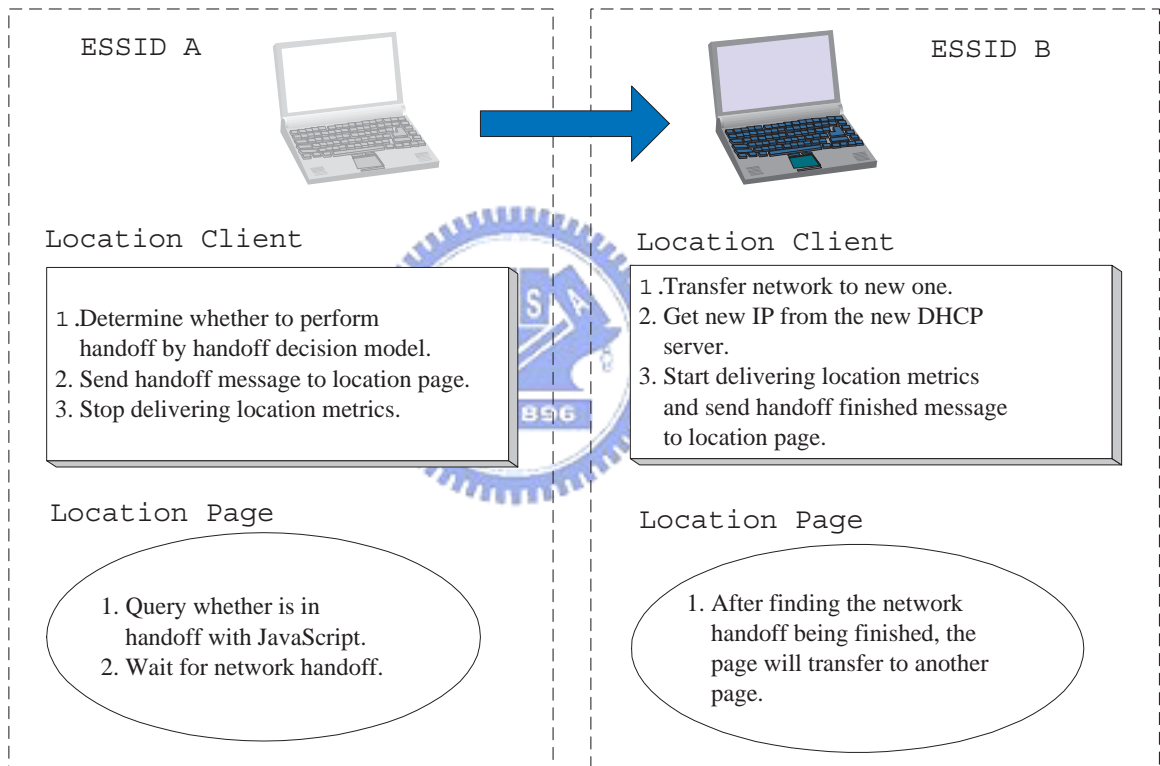 ESSID A
Location Client
1.Determine whether to perform
handoff by handoff decision model.
2. Send handoff message to location page.
3. Stop delivering location metrics.
Location Page
1. Query whether is in
handoff with JavaScript.
2. Wait for network handoff.
ESSID B
Location Client
1.Transfer network to new one.
2. Get new IP from the new DHCP
server.
3. Start delivering location metrics
and send handoff finished message
to location page.
Location Page
1. After finding the network
handoff being finished, the
page will transfer to another
page.